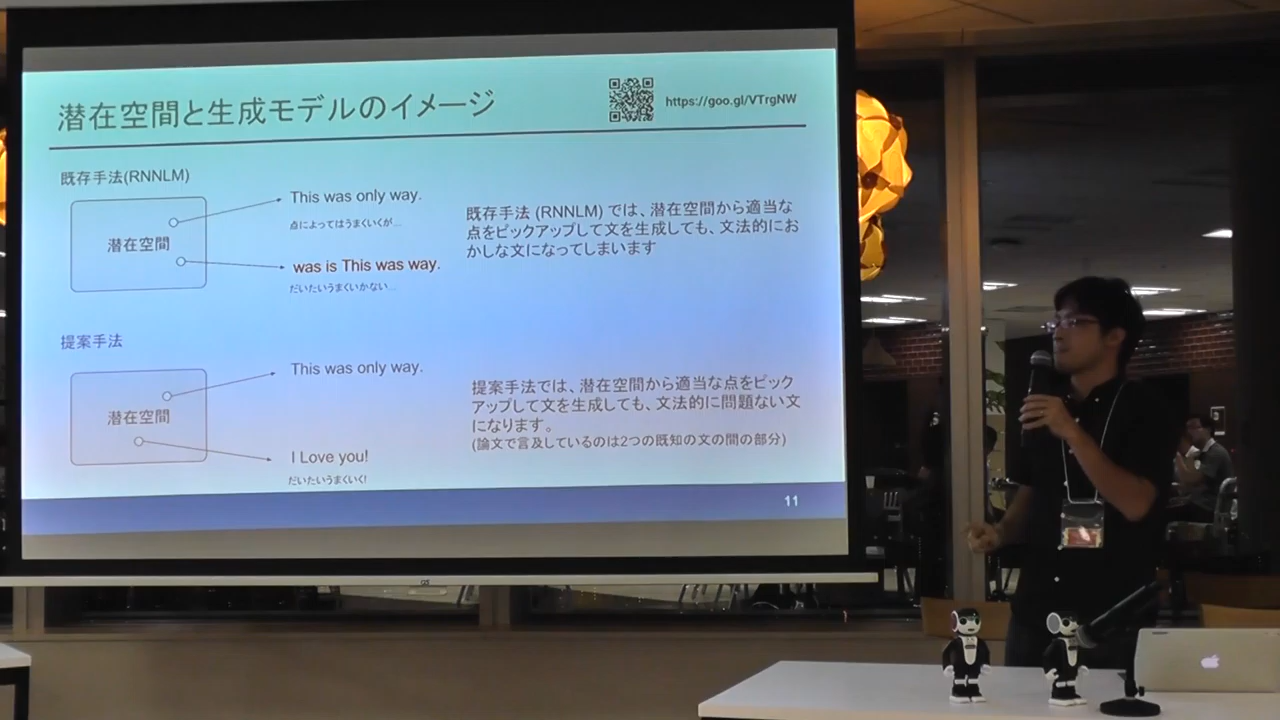 潜在空間と生成モデルのイメージ
https://goo.gl/VTrgNW
既存手法(RNNLM)
潜在空間
This was only way.
点によってはうまくいくが...
was is This was way.
だいたいうまくいかない...
既存手法 (RNNLM) では、潜在空間から適当な
点をピックアップして文を生成しても、文法的にお
かしな文になってしまいます
提案手法
潜在空間
This was only way.
I Love you!
だいたいうまくいく!
提案手法では、潜在空間から適当な点をピック
アップして文を生成しても、文法的に問題ない文
になります。
(論文で言及しているのは2つの既知の文の間の部分)
11